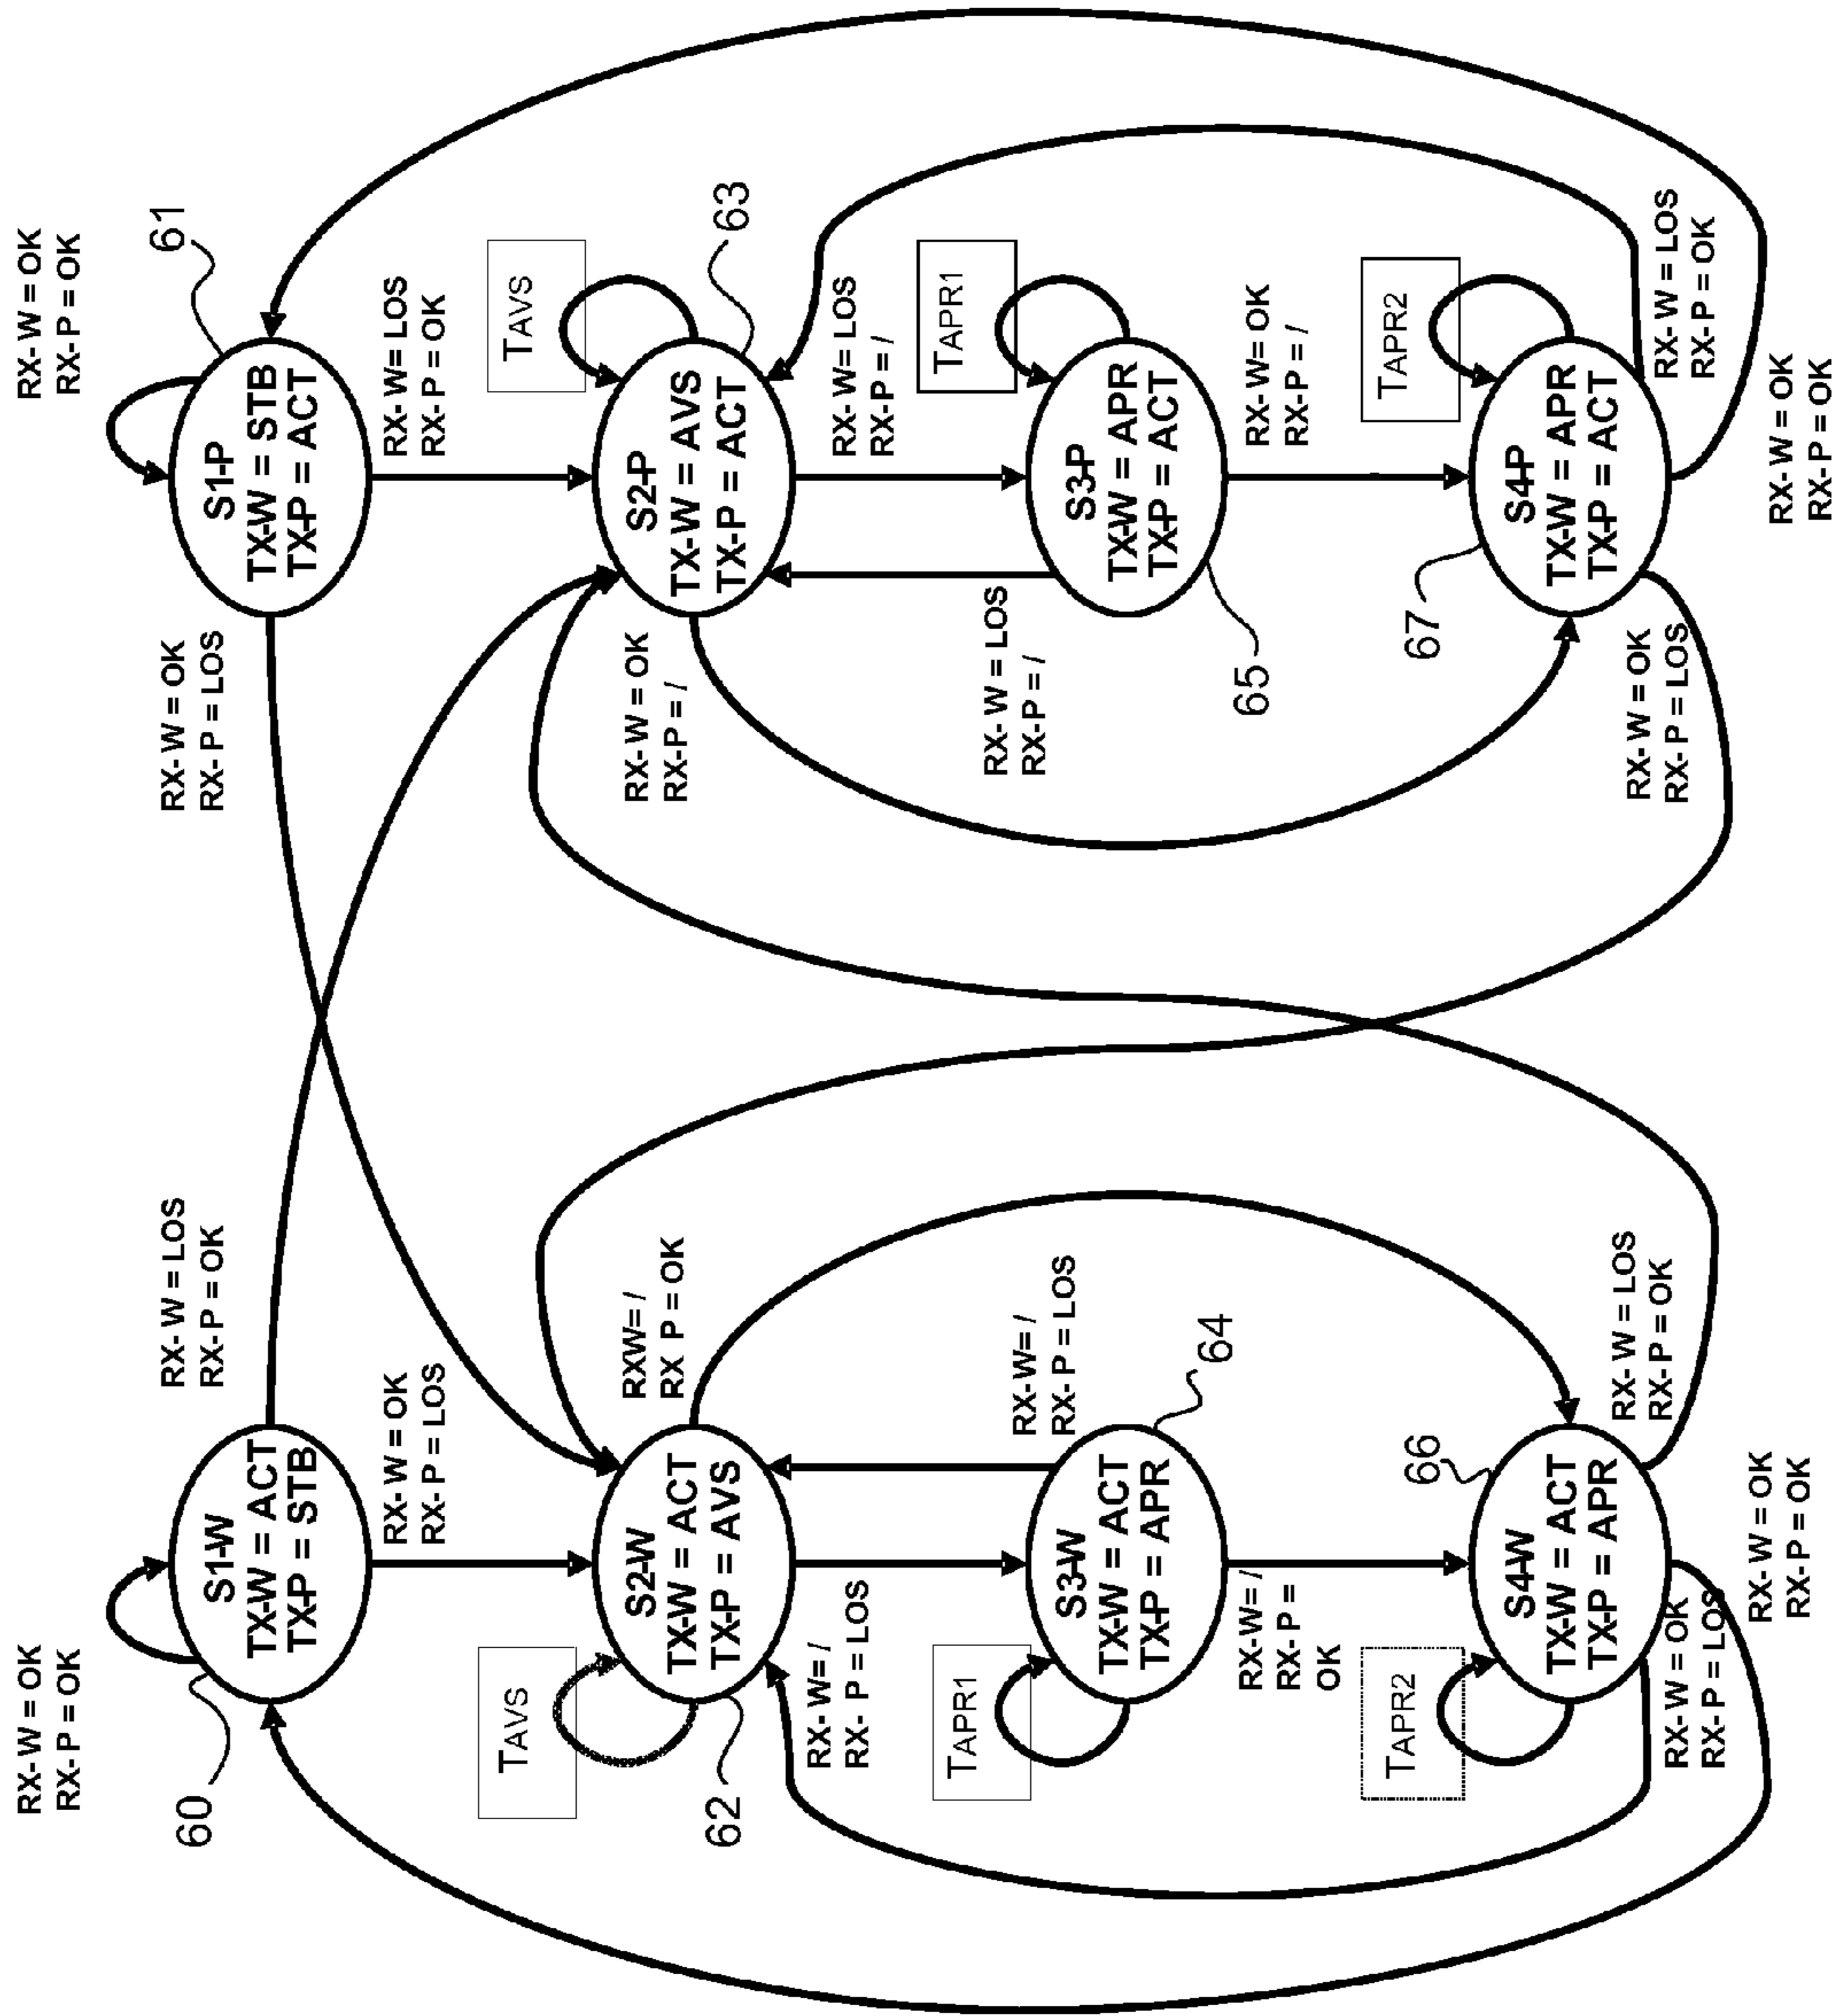 RX-W = OK
RX-P = OK
60
S1-W
TX-W = ACT
TX-P = STB
RX-W = LOS
RX-P = OK
RX-W = OK
RX-P = LOS
RX-W = OK
RX-P = LOS
S1-P
TX-W = STB
TX-P = ACT
61
RX-W = OK
RX-P = OK
RX-W= LOS
RX-P = OK
TAVS
62
S2-W
TX-W = ACT
TX-P = AVS
RXW= /
RX P = OK
RX-W = OK
RX-P = /
S2-P
TX-W = AVS
TX-P = ACT
TAVS
63
RX-W= /
RX-P = LOS
RX-W= /
RX-P = LOS
RX-W = LOS
RX-P = /
RX-W= LOS
RX-P = /
TAPR1
S3-W
TX-W = ACT
TX-P = APR
64
65
S3-P
TX-W = APR
TX-P = ACT
TAPR1
RX-W= /
RX-P =
OK
RX-W= OK
RX-P = /
TAPR2
66
S4-W
TX-W = ACT
TX-P = APR
RX-W = LOS
RX-P = OK
67
RX-W = OK
RX-P = LOS
S4-P
TX-W = APR
TX-P = ACT
TAPR2
RX-W = LOS
RX-P = OK
RX-W = OK
RX-P = LOS
RX-W = OK
RX-P = OK
RX-W = OK
RX-P = OK